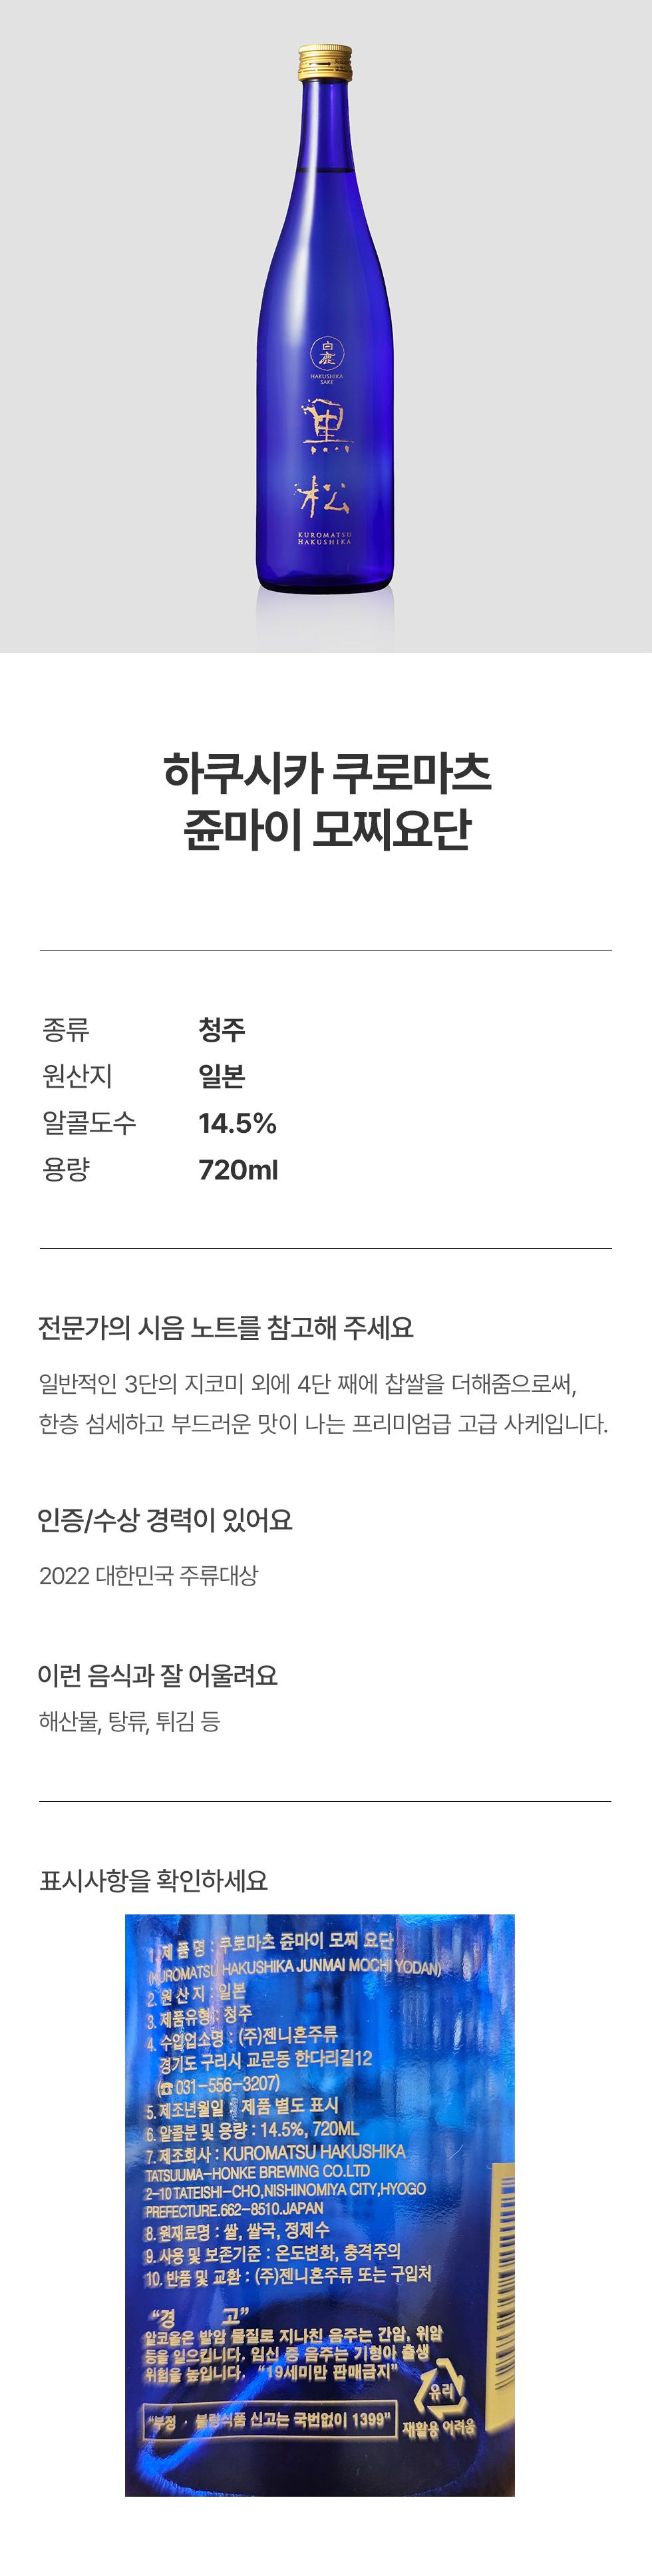 白鹿
HAKUSHIKA
SAKE
黒
松
KUROMATSU
HAKUSHIKA
하쿠시카 쿠로마츠
쥰마이 모찌요단
종류 청주
원산지 일본
알콜도수 14.5%
용량 720ml
전문가의 시음 노트를 참고해 주세요
일반적인 3단의 지코미 외에 4단 째에 찹쌀을 더해줌으로써,
한층 섬세하고 부드러운 맛이 나는 프리미엄급 고급 사케입니다.
인증/수상 경력이 있어요
2022 대한민국 주류대상
이런 음식과 잘 어울려요
해산물, 탕류, 튀김 등
표시사항을 확인하세요
1. 제 품 명 : 쿠로마츠 쥰마이 모찌 요단
(KUROMATSU HAKUSHIKA JUNMAI MOCHI YODAN)
2. 원 산 지 : 일본
3. 제품유형 : 청주
4. 수입업소명 : (주)젠니혼주류
경기도 구리시 교문동 한다리길12
(☎ 031-556-3207)
5. 제조년월일 : 제품 별도 표시
6. 알콜분 및 용량 : 14.5%, 720ML
7. 제조회사 : KUROMATSU HAKUSHIKA
TATSUUMA-HONKE BREWING CO.LTD
2-10 TATEISHI-CHO,NISHINOMIYA CITY,HYOGO
PREFECTURE.662-8510.JAPAN
8. 원재료명 : 쌀, 쌀국, 정제수
9. 사용 및 보존기준 : 온도변화, 충격주의
10. 반품 및 교환 : (주)젠니혼주류 또는 구입처
“경 고”
알코올은 발암 물질로 지나친 음주는 간암, 위암
등을 일으킵니다. 임신 중 음주는 기형아 출생
위험을 높입니다. “19세미만 판매금지”
유리
“부정 · 불량식품 신고는 국번없이 1399”
재활용 어려움